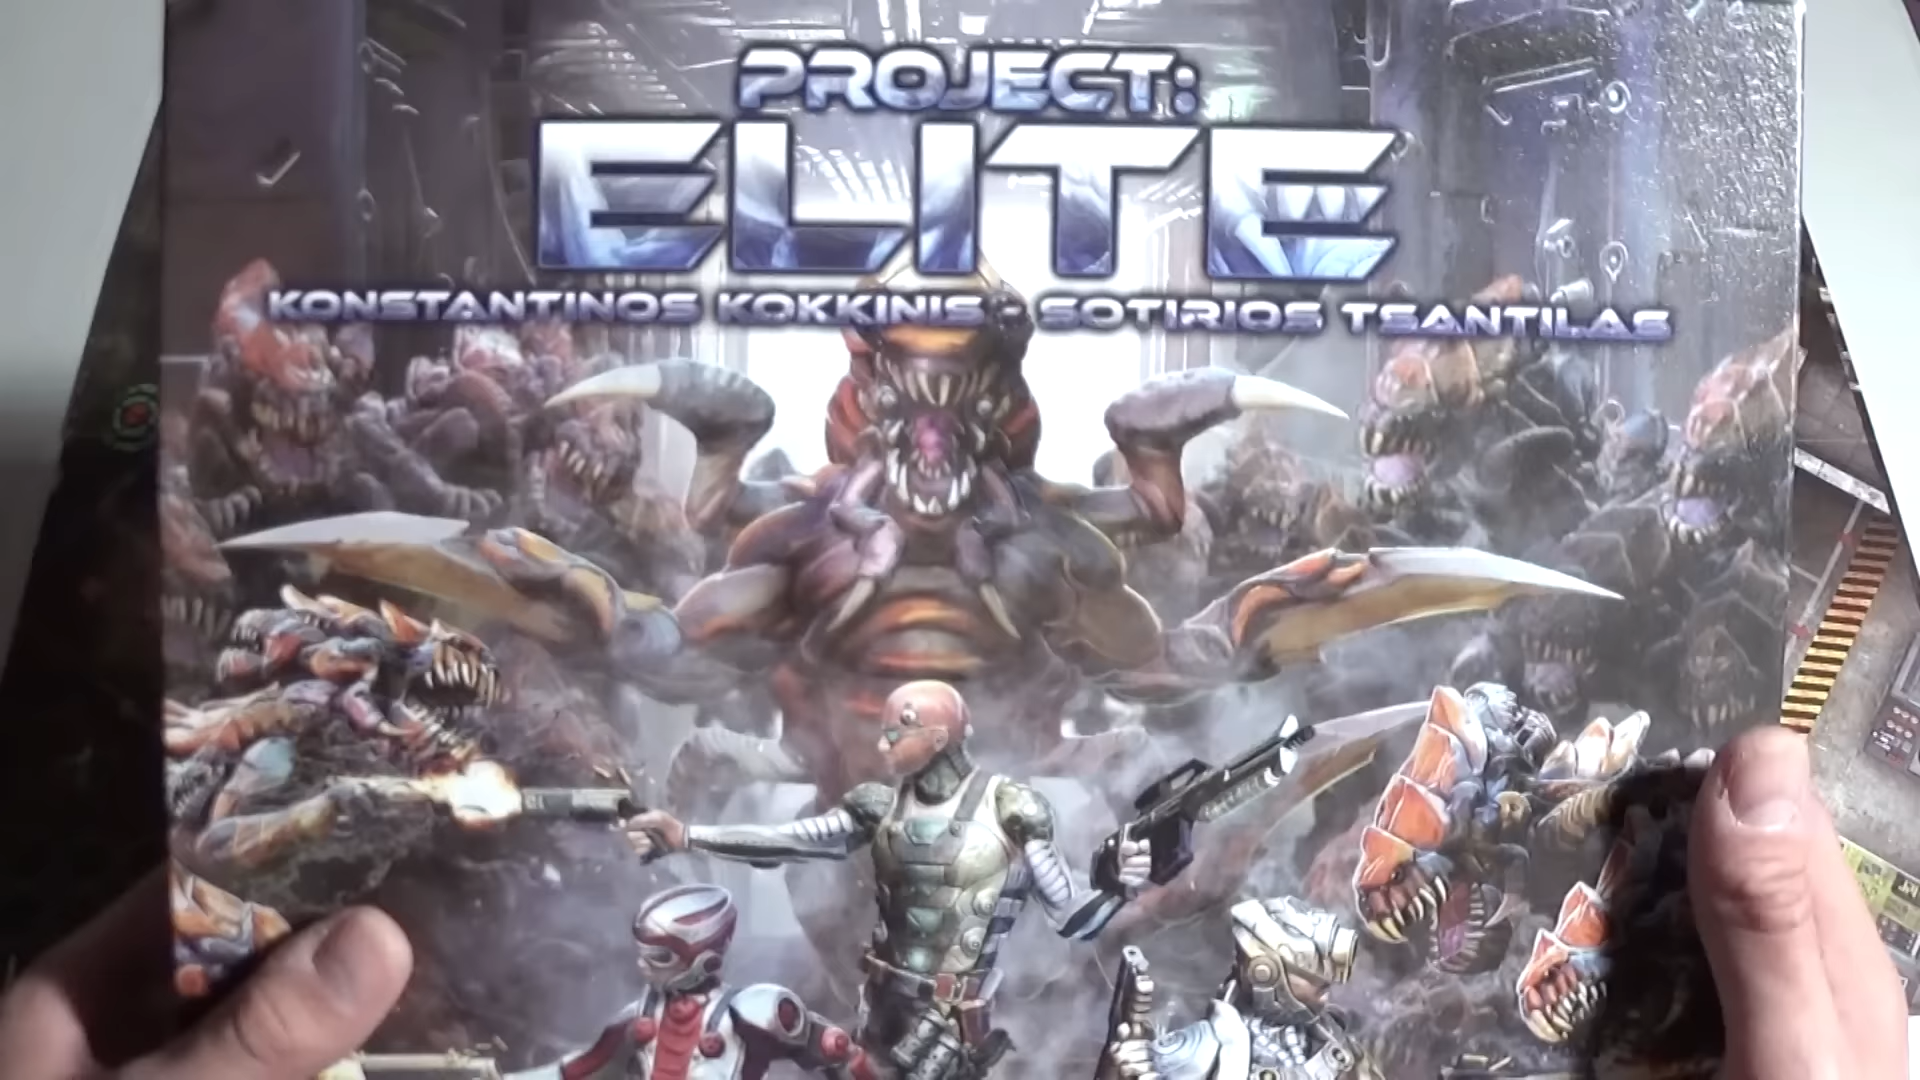 PROJECT:
ELITE
KONSTANTINOS KOKKINIS - SOTIRIOS TSANTILAS